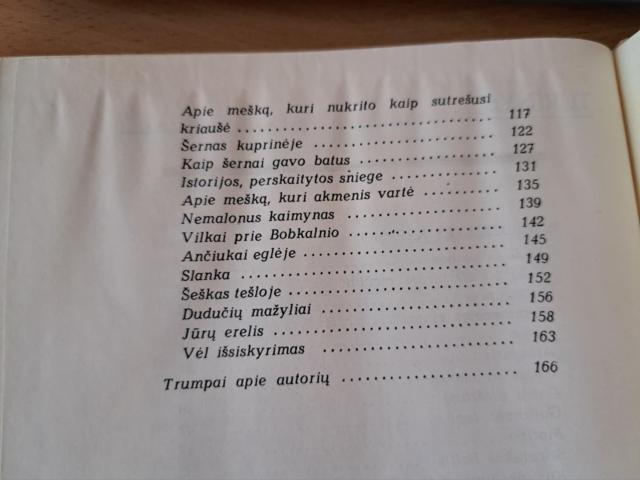 Apie mešką, kuri nukrito kaip sutrešusi
kriaušė 117
Šernas kuprinėje 122
Kaip šernai gavo batus 127
Istorijos, perskaitytos sniege 131
Apie mešką, kuri akmenis vartė 135
Nemalonus kaimynas 139
Vilkai prie Bobkalnio 142
Ančiukai eglėje 145
Slanka 149
Šeškas tešloje 152
Dudučių mažyliai 156
Jūrų erelis 158
Vėl išsiskyrimas 163
Trumpai apie autorių 166